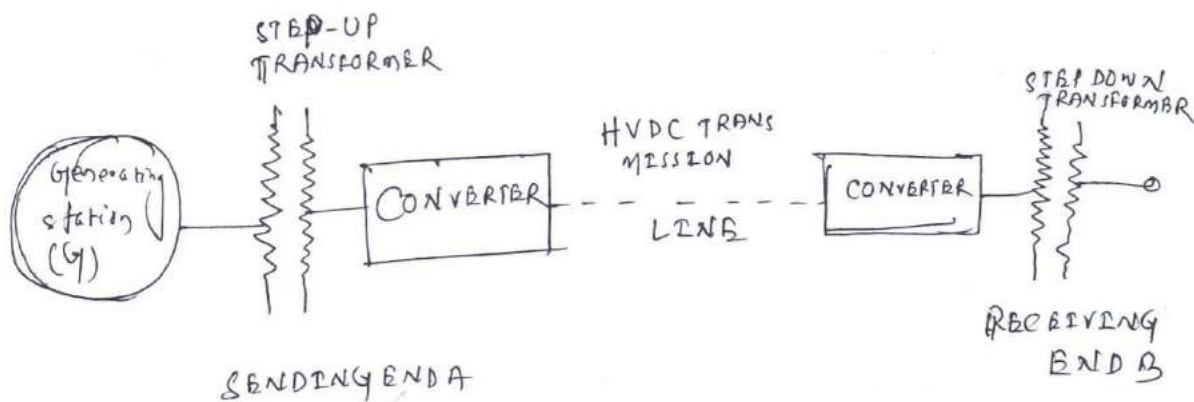 STEP-UP
TRANSFORMER
STEP DOWN
TRANSFORMER
HVDC TRANS
MISSION
LINE
Generating
station
(G)
CONVERTER
CONVERTER
SENDING END A
RECEIVING
END B